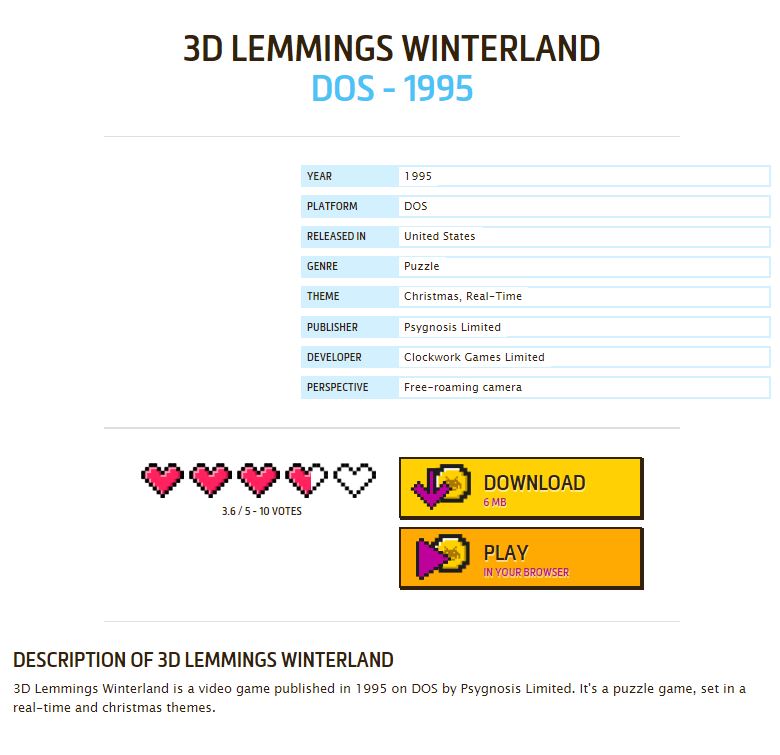 3D LEMMINGS WINTERLAND
DOS - 1995
YEAR 1995
PLATFORM DOS
RELEASED IN United States
GENRE Puzzle
THEME Christmas, Real-Time
PUBLISHER Psygnosis Limited
DEVELOPER Clockwork Games Limited
PERSPECTIVE Free-roaming camera
3.6 / 5 - 10 VOTES
DOWNLOAD
6 MB
PLAY
IN YOUR BROWSER
DESCRIPTION OF 3D LEMMINGS WINTERLAND
3D Lemmings Winterland is a video game published in 1995 on DOS by Psygnosis Limited. It's a puzzle game, set in a
real-time and christmas themes.